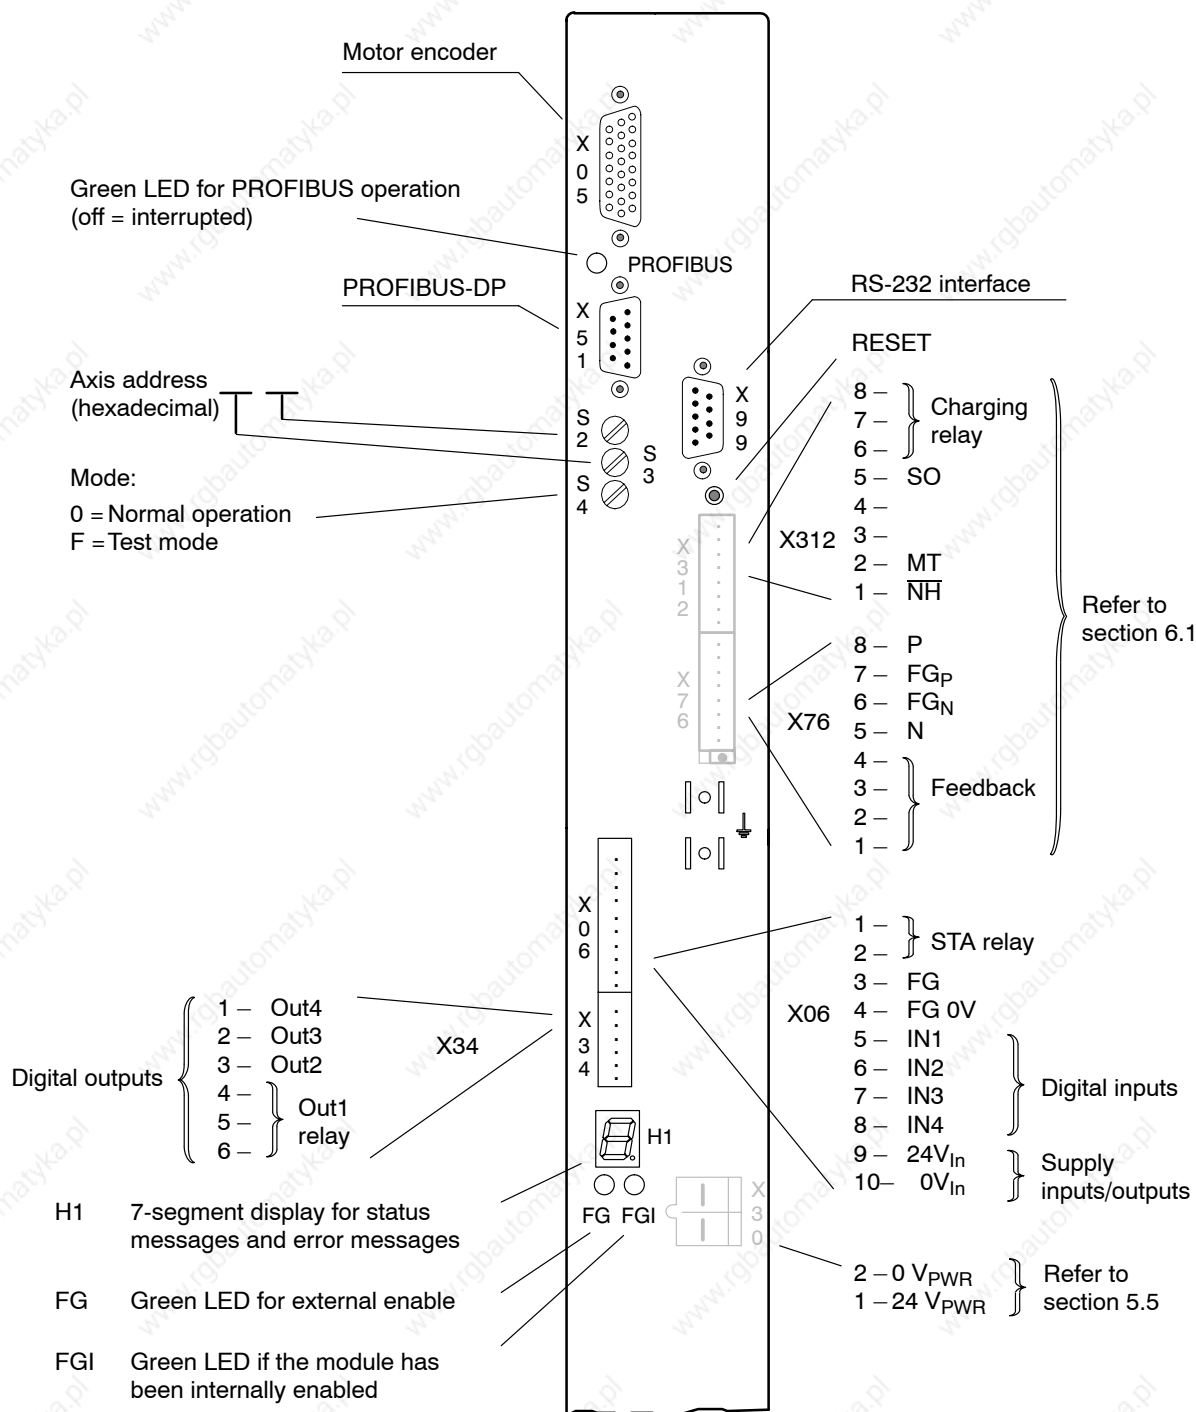 Motor encoder
X
0
5
Green LED for PROFIBUS operation
(off = interrupted)
PROFIBUS
PROFIBUS-DP
X
5
1
RS-232 interface
RESET
X
9
9
Axis address
(hexadecimal)
S
2
S
3
S
4
Mode:
0 = Normal operation
F = Test mode
X
3
1
2
X312
8 –
7 –
6 –
Charging
relay
5 – SO
4 –
3 –
2 – MT
1 – N̅H̅
X
7
6
X76
8 – P
7 – FGP
6 – FGN
5 – N
4 –
3 –
2 –
1 –
Feedback
Refer to
section 6.1
X
0
6
X06
1 –
2 –
STA relay
3 – FG
4 – FG 0V
5 – IN1
6 – IN2
7 – IN3
8 – IN4
Digital inputs
9 – 24VIn
10– 0VIn
Supply
inputs/outputs
X
3
4
X34
Digital outputs
1 – Out4
2 – Out3
3 – Out2
4 –
5 –
6 –
Out1
relay
H1
FG FGI
X
3
0
2 – 0 VPWR
1 – 24 VPWR
Refer to
section 5.5
H1 7-segment display for status
messages and error messages
FG Green LED for external enable
FGI Green LED if the module has
been internally enabled
www.rgbautomatyka.pl